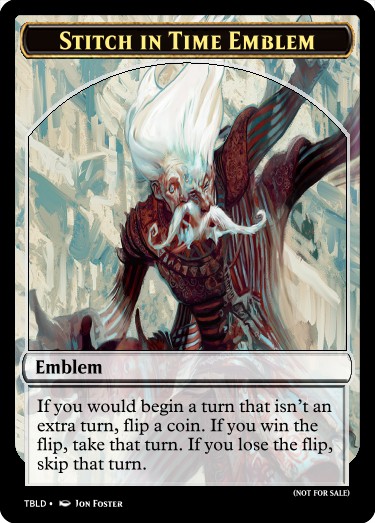 Stitch in Time Emblem
Emblem
If you would begin a turn that isn't an
extra turn, flip a coin. If you win the
flip, take that turn. If you lose the flip,
skip that turn.
(NOT FOR SALE)
TBLD • Jon Foster